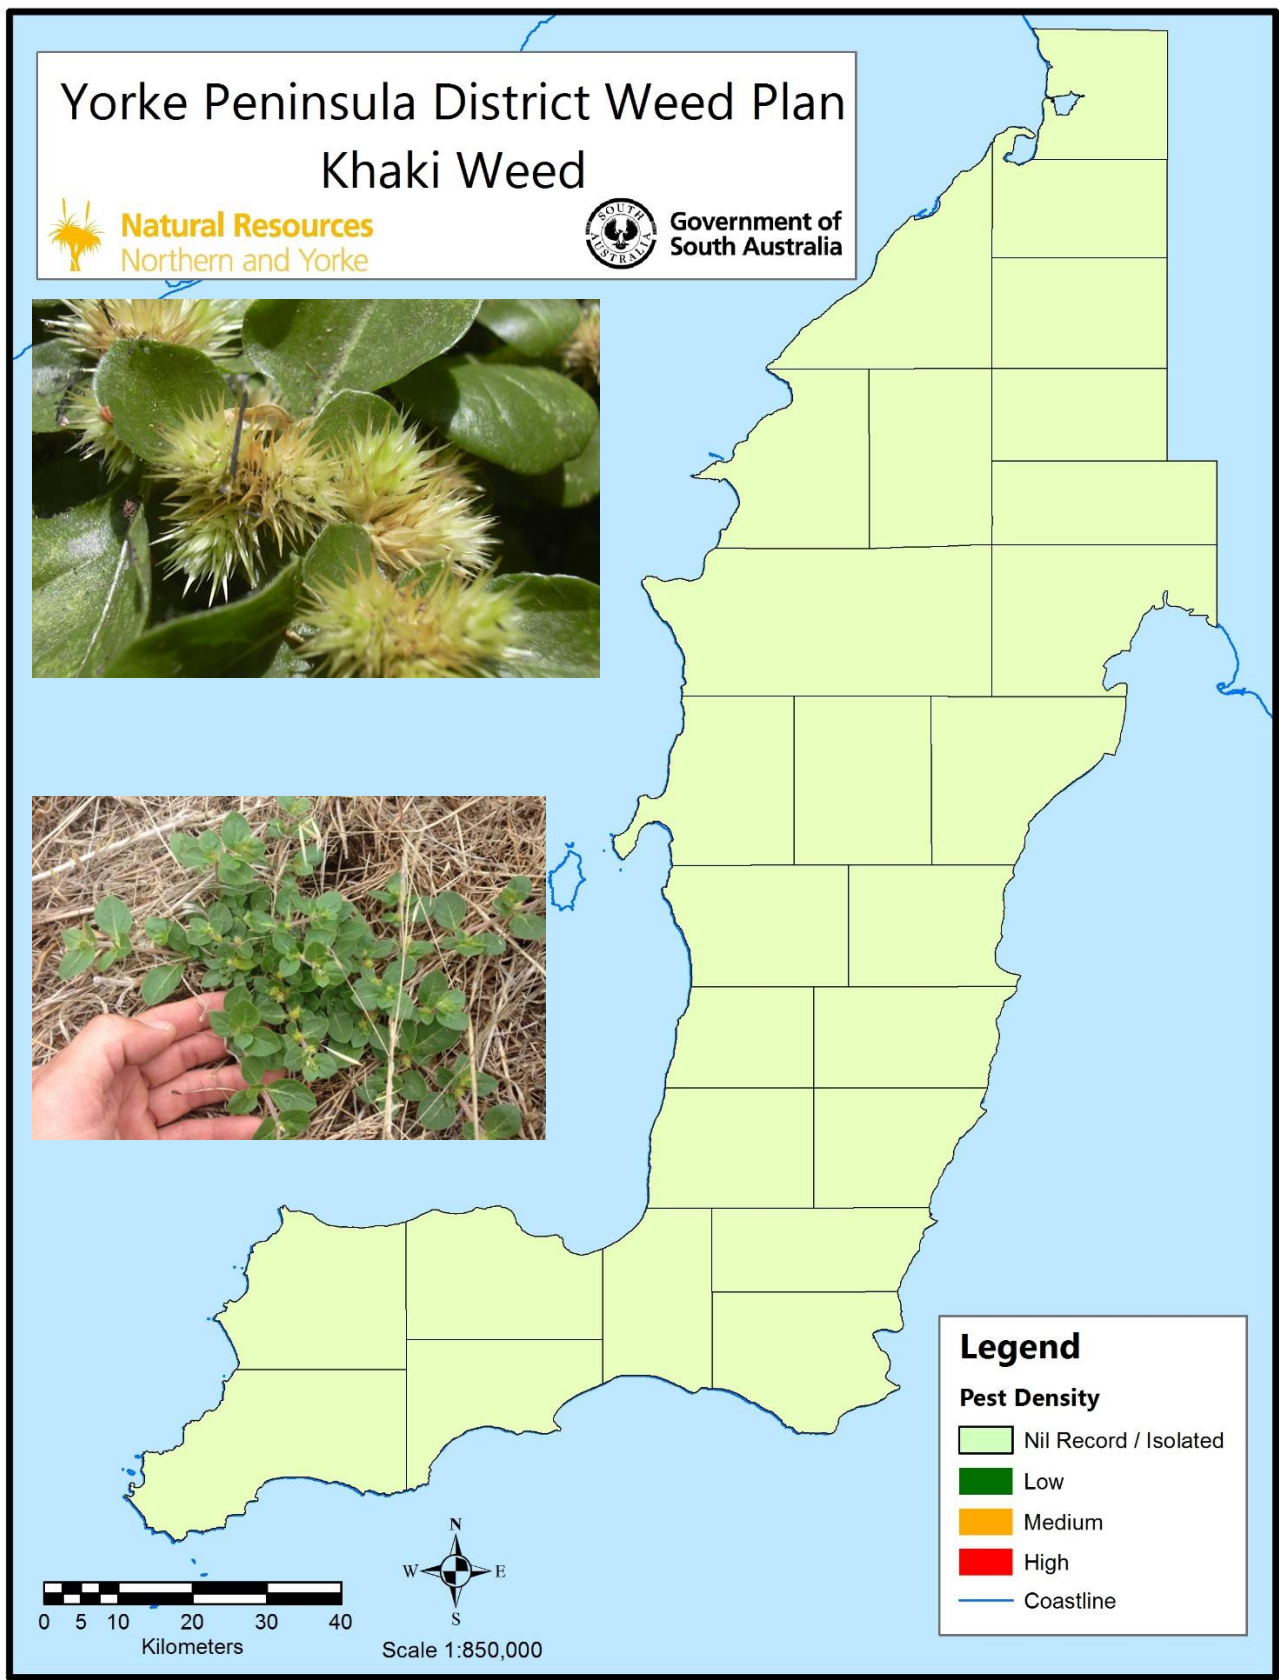 Yorke Peninsula District Weed Plan
Khaki Weed
Natural Resources
Northern and Yorke
SOUTH
AUSTRALIA
Government of
South Australia
Legend
Pest Density
Nil Record / Isolated
Low
Medium
High
Coastline
N
W E
S
0 5 10 20 30 40
Kilometers
Scale 1:850,000